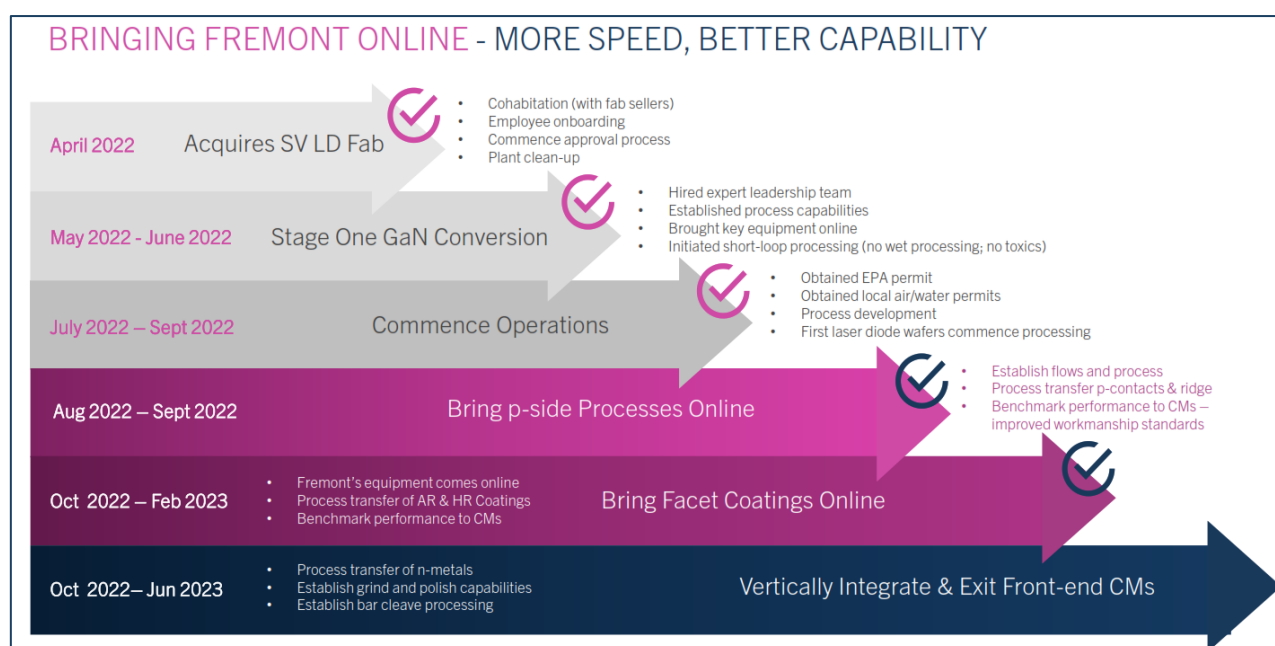 BRINGING FREMONT ONLINE - MORE SPEED, BETTER CAPABILITY
April 2022
Acquires SV LD Fab
• Cohabitation (with fab sellers)
• Employee onboarding
• Commence approval process
• Plant clean-up
May 2022 - June 2022
Stage One GaN Conversion
• Hired expert leadership team
• Established process capabilities
• Brought key equipment online
• Initiated short-loop processing (no wet processing; no toxics)
July 2022 – Sept 2022
Commence Operations
• Obtained EPA permit
• Obtained local air/water permits
• Process development
• First laser diode wafers commence processing
Aug 2022 – Sept 2022
Bring p-side Processes Online
• Establish flows and process
• Process transfer p-contacts & ridge
• Benchmark performance to CMs –
improved workmanship standards
Oct 2022 – Feb 2023
• Fremont's equipment comes online
• Process transfer of AR & HR Coatings
• Benchmark performance to CMs
Bring Facet Coatings Online
Oct 2022– Jun 2023
• Process transfer of n-metals
• Establish grind and polish capabilities
• Establish bar cleave processing
Vertically Integrate & Exit Front-end CMs